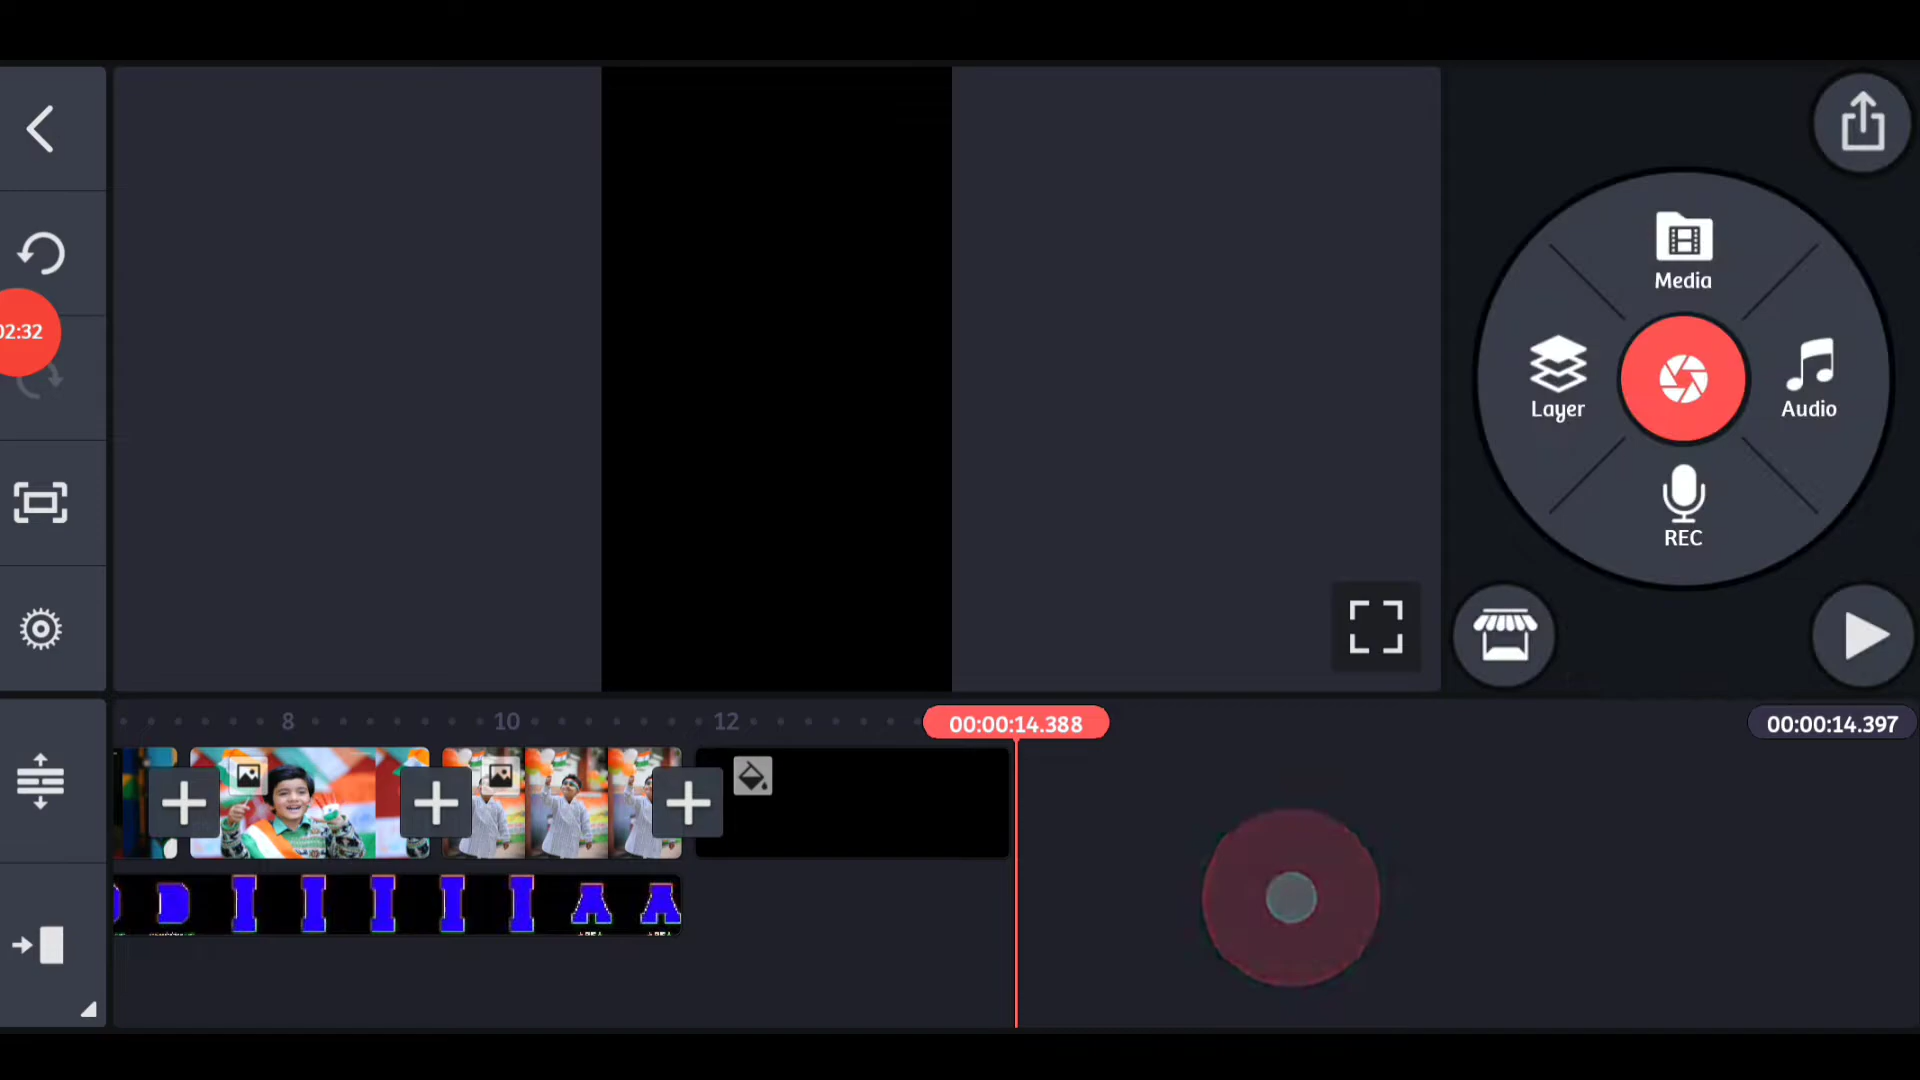 Media
02:32
Layer
Audio
REC
8
10
12
00:00:14.388
00:00:14.397
D I I I I I A A